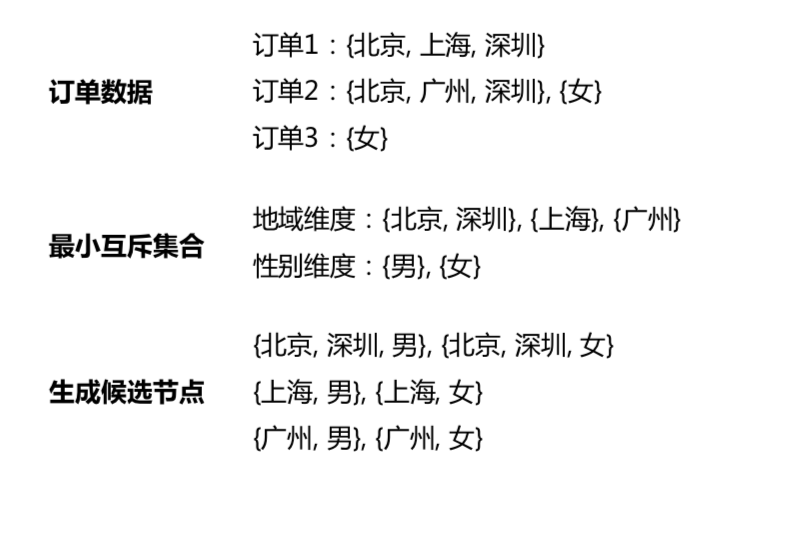 订单数据
订单1：{北京, 上海, 深圳}
订单2：{北京, 广州, 深圳}, {女}
订单3：{女}
最小互斥集合
地域维度：{北京, 深圳}, {上海}, {广州}
性别维度：{男}, {女}
生成候选节点
{北京, 深圳, 男}, {北京, 深圳, 女}
{上海, 男}, {上海, 女}
{广州, 男}, {广州, 女}